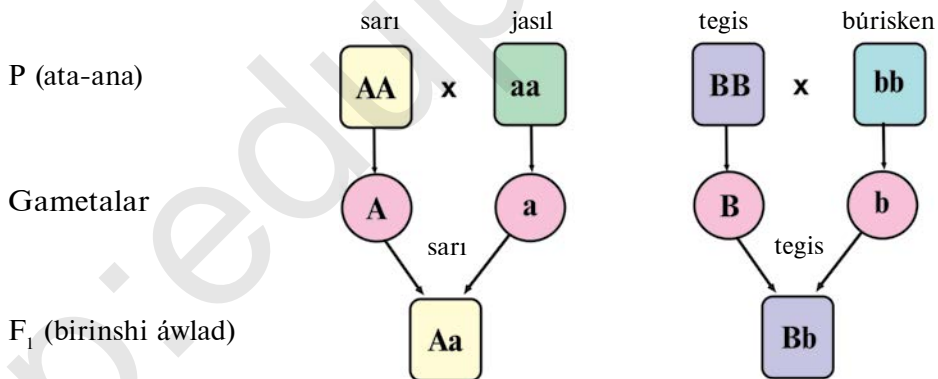 sarı jasıl tegis búrisken
P (ata-ana) AA x aa BB x bb
Gametalar A a B b
sarı tegis
F₁ (birinshi áwlad) Aa Bb